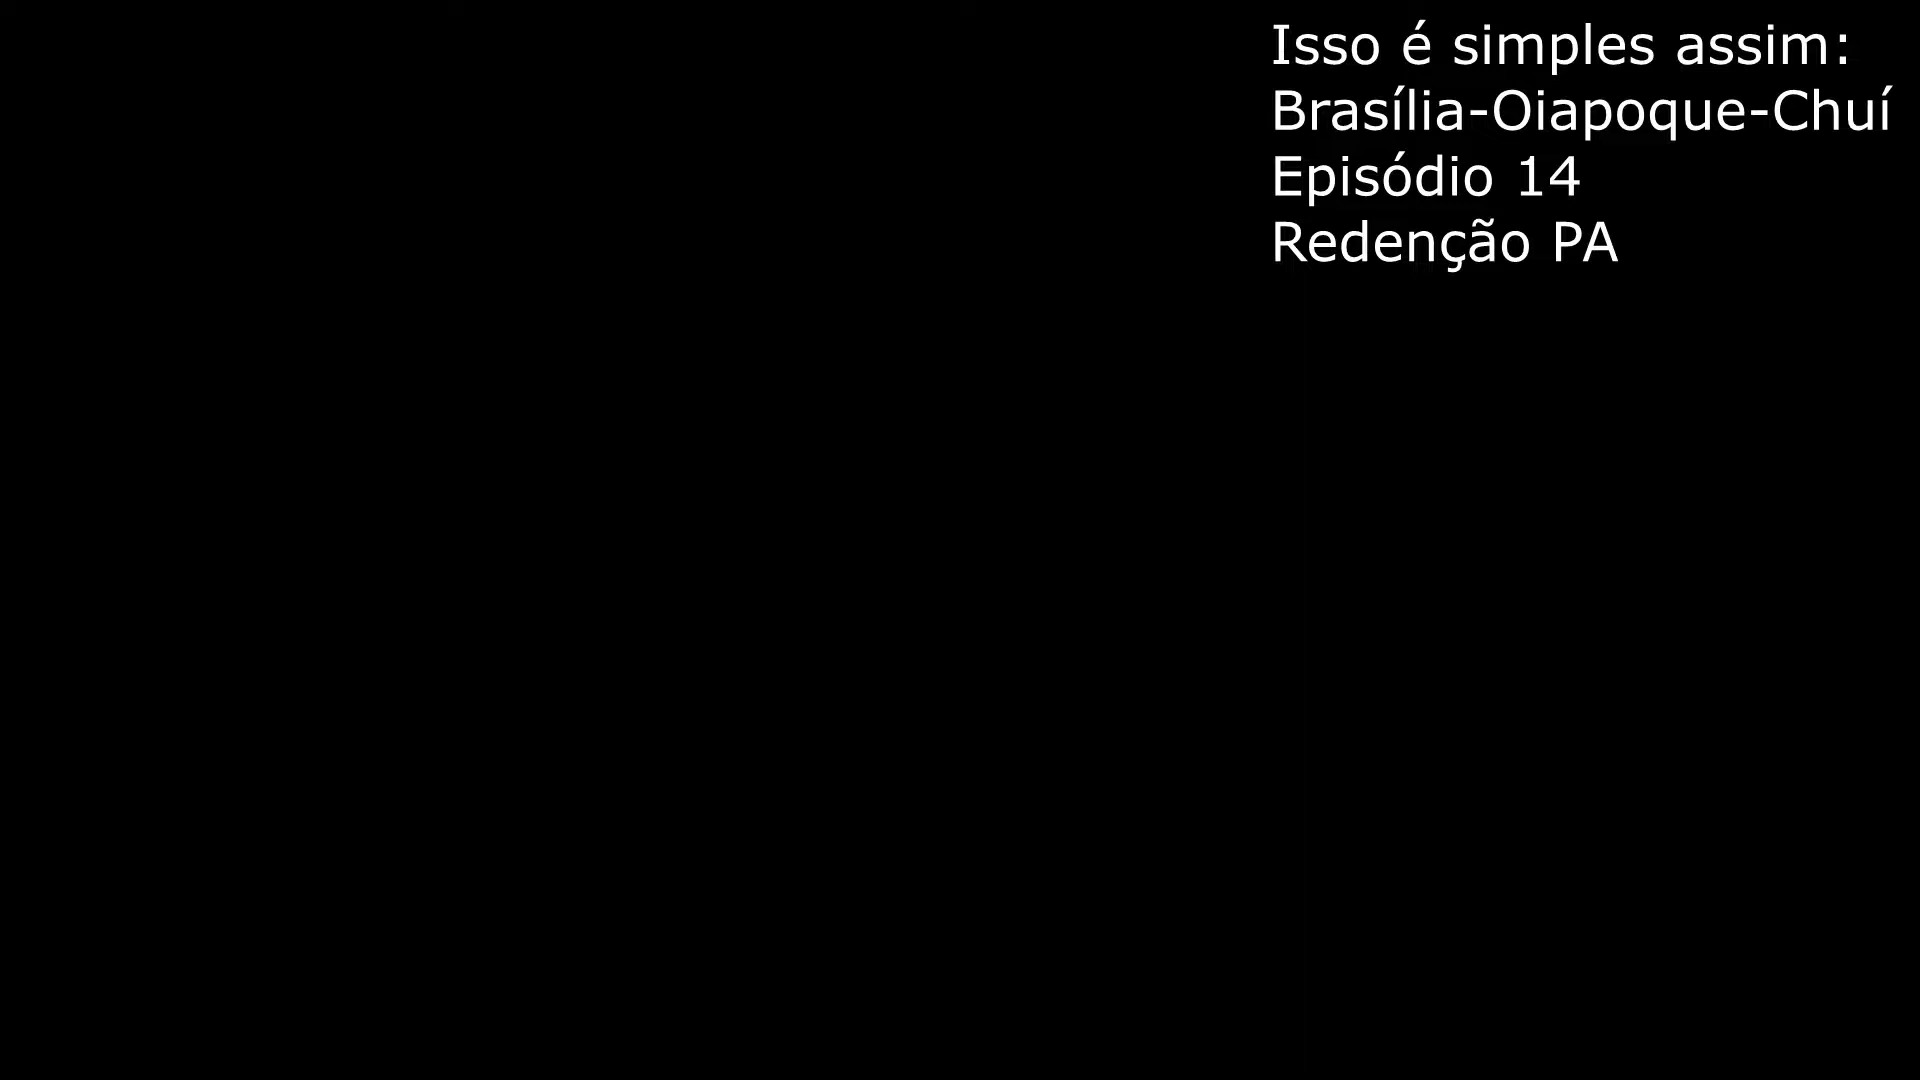 Isso é simples assim:
Brasília-Oiapoque-Chuí
Episódio 14
Redenção PA